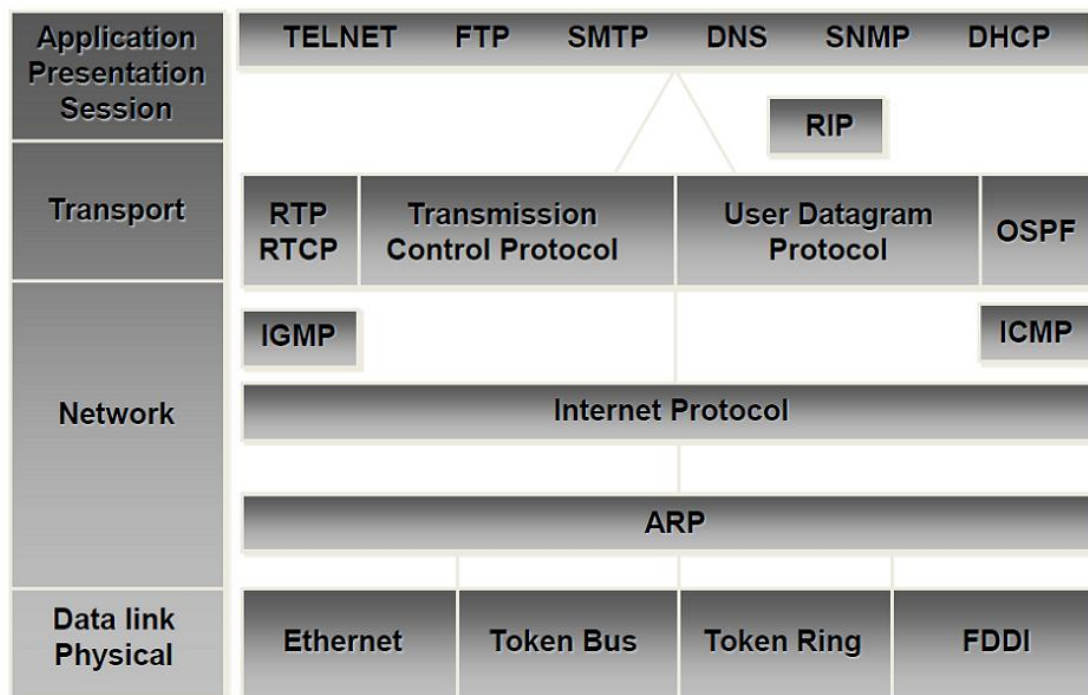 Application
Presentation
Session
TELNET FTP SMTP DNS SNMP DHCP
RIP
Transport
RTP
RTCP
Transmission
Control Protocol
User Datagram
Protocol
OSPF
IGMP
ICMP
Network
Internet Protocol
ARP
Data link
Physical
Ethernet
Token Bus
Token Ring
FDDI